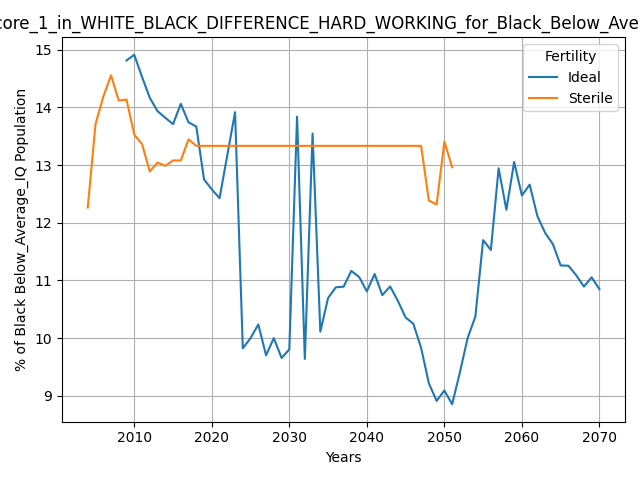 core_1_in_WHITE_BLACK_DIFFERENCE_HARD_WORKING_for_Black_Below_Ave
Fertility
Ideal
Sterile
15
14
13
12
11
10
9
% of Black Below_Average_IQ Population
2010 2020 2030 2040 2050 2060 2070
Years